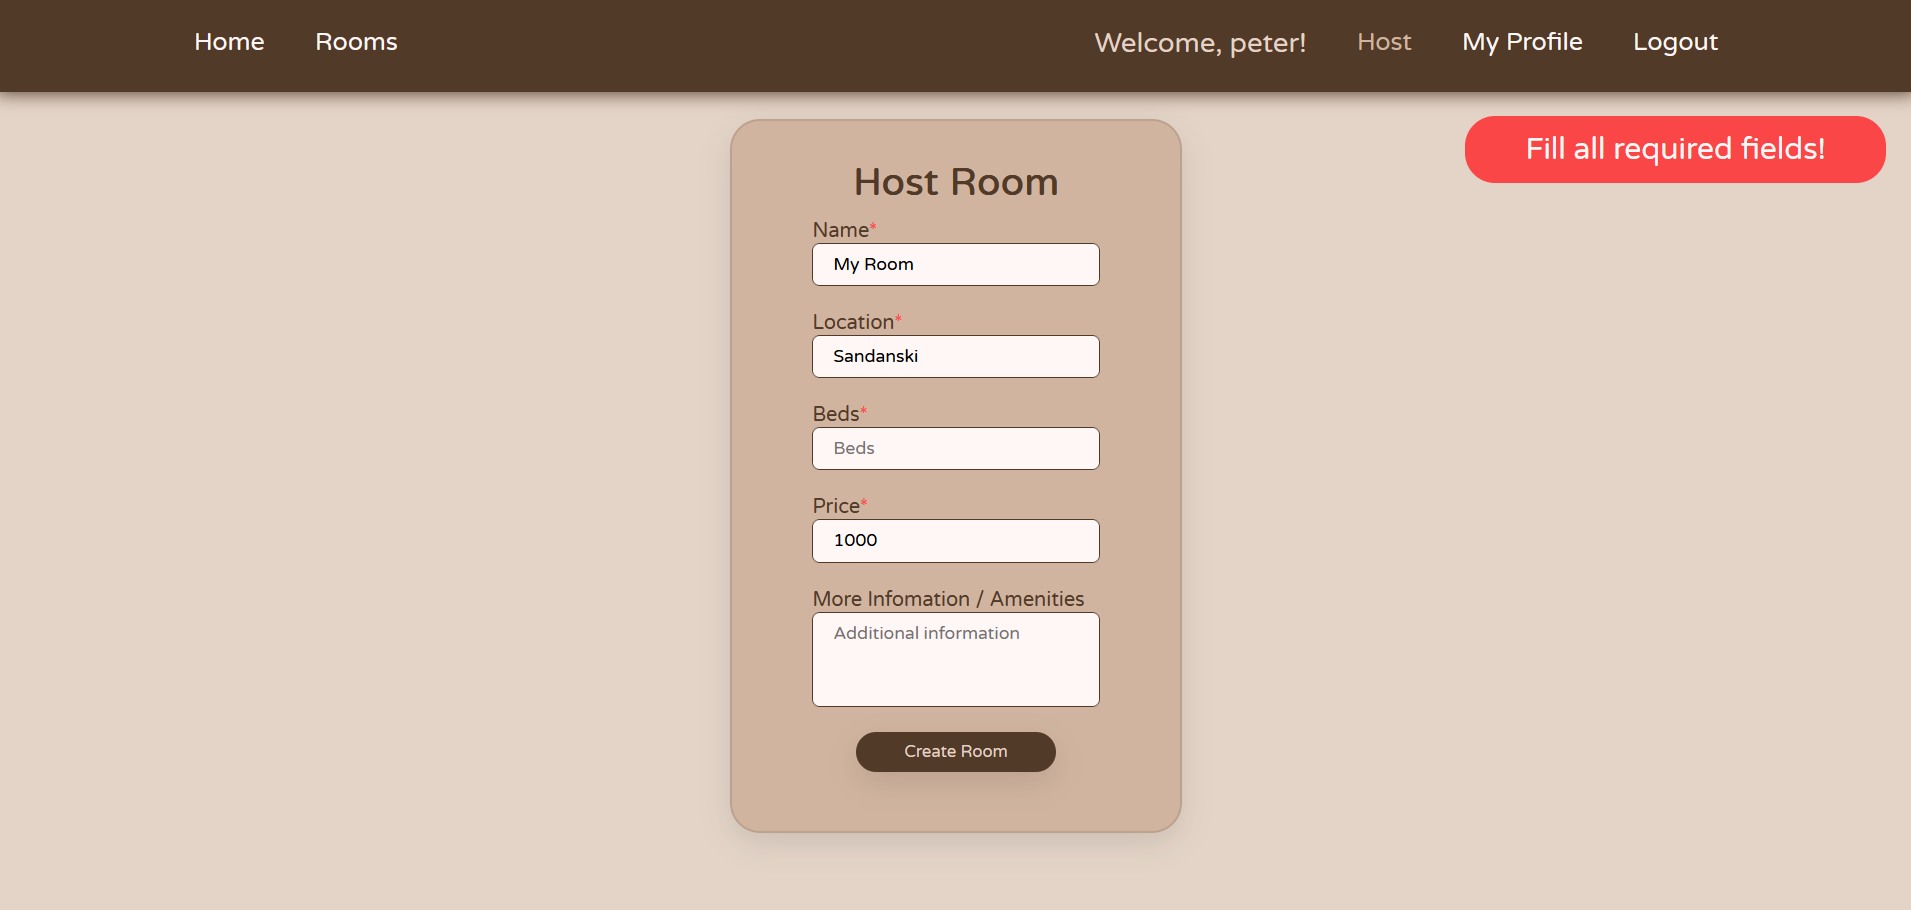 Home Rooms Welcome, peter! Host My Profile Logout
Fill all required fields!
Host Room
Name*
My Room
Location*
Sandanski
Beds*
Beds
Price*
1000
More Infomation / Amenities
Additional information
Create Room